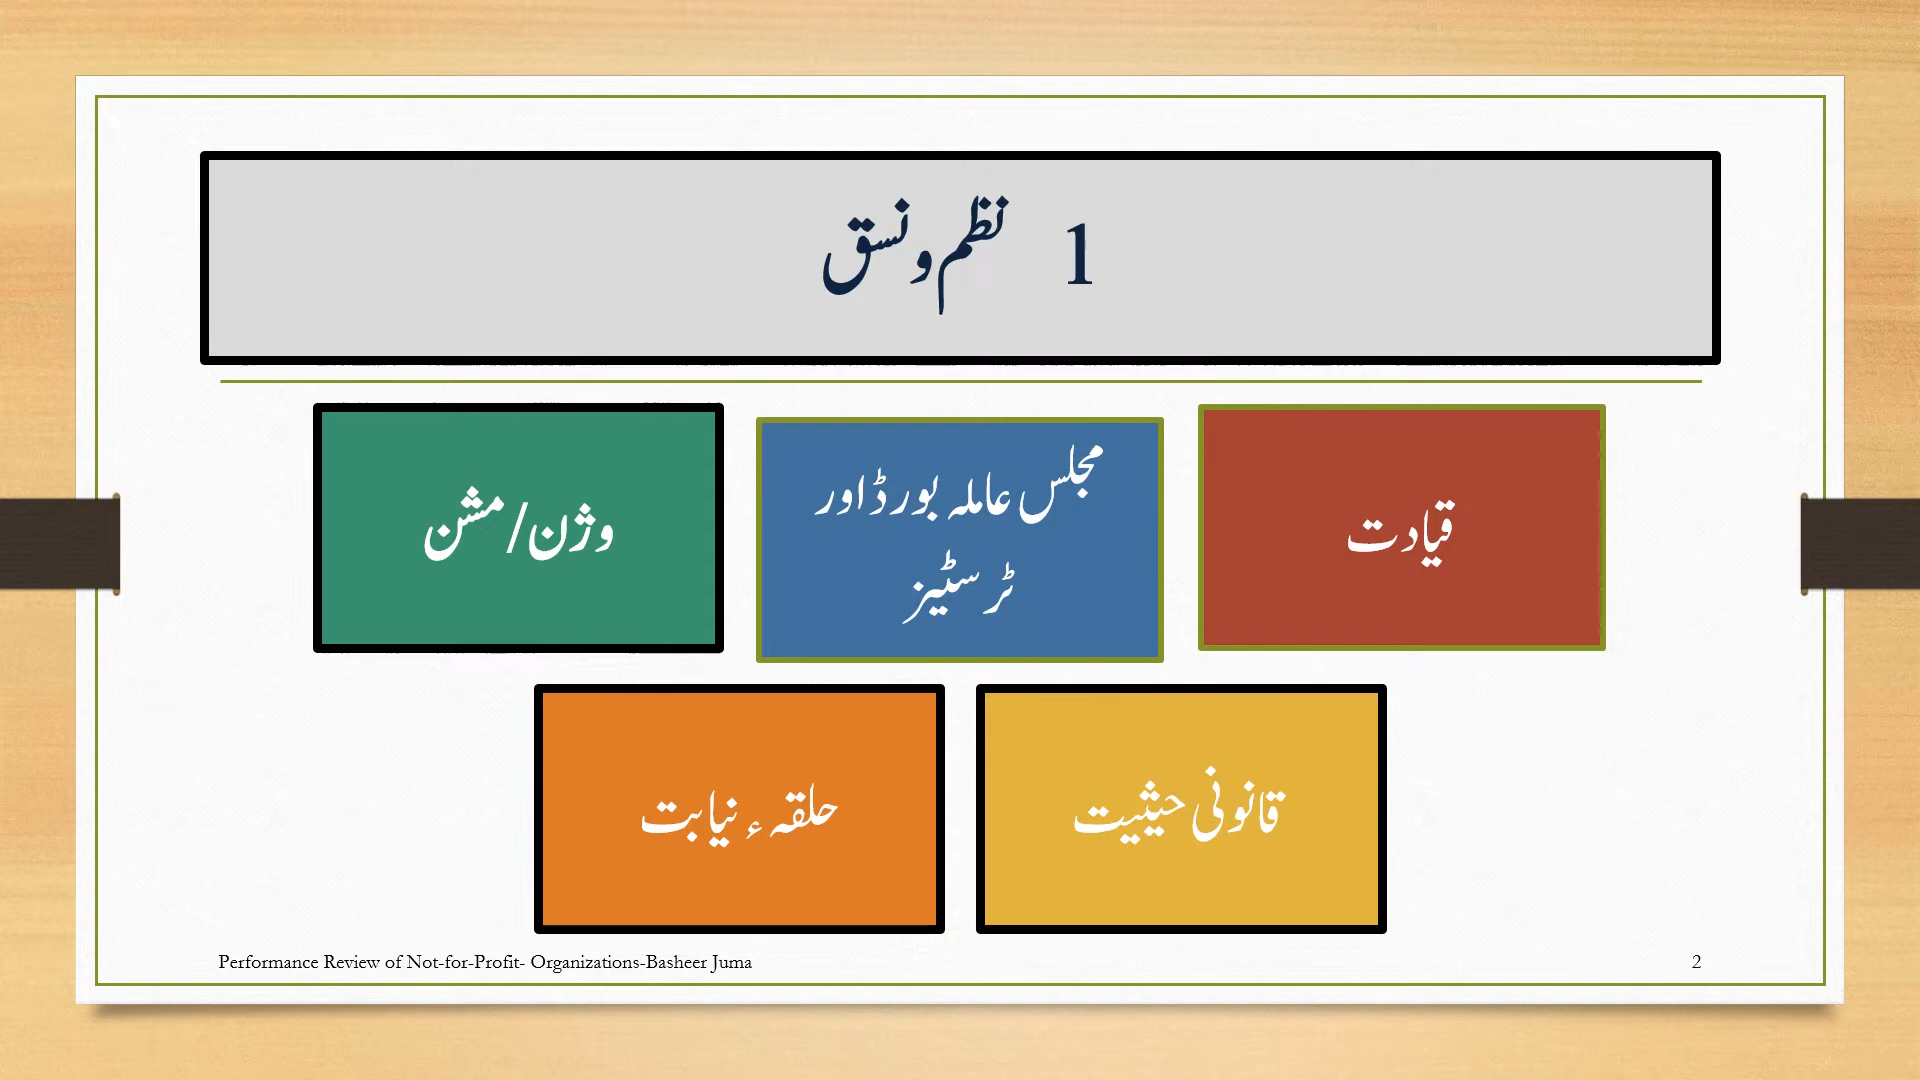 1 نظم و نسق
قیادت
مجلس عاملہ بورڈ اور
ٹرسٹیز
وژن/مشن
قانونی حیثیت
حلقہ ء نیابت
Performance Review of Not-for-Profit- Organizations-Basheer Juma
2